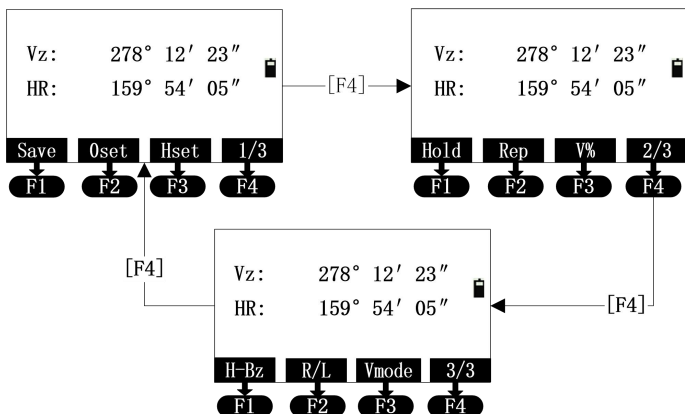 Vz: 278° 12′ 23″
HR: 159° 54′ 05″
Save 0set Hset 1/3
F1 F2 F3 F4
[F4]
Vz: 278° 12′ 23″
HR: 159° 54′ 05″
Hold Rep V% 2/3
F1 F2 F3 F4
[F4]
Vz: 278° 12′ 23″
HR: 159° 54′ 05″
H-Bz R/L Vmode 3/3
F1 F2 F3 F4
[F4]